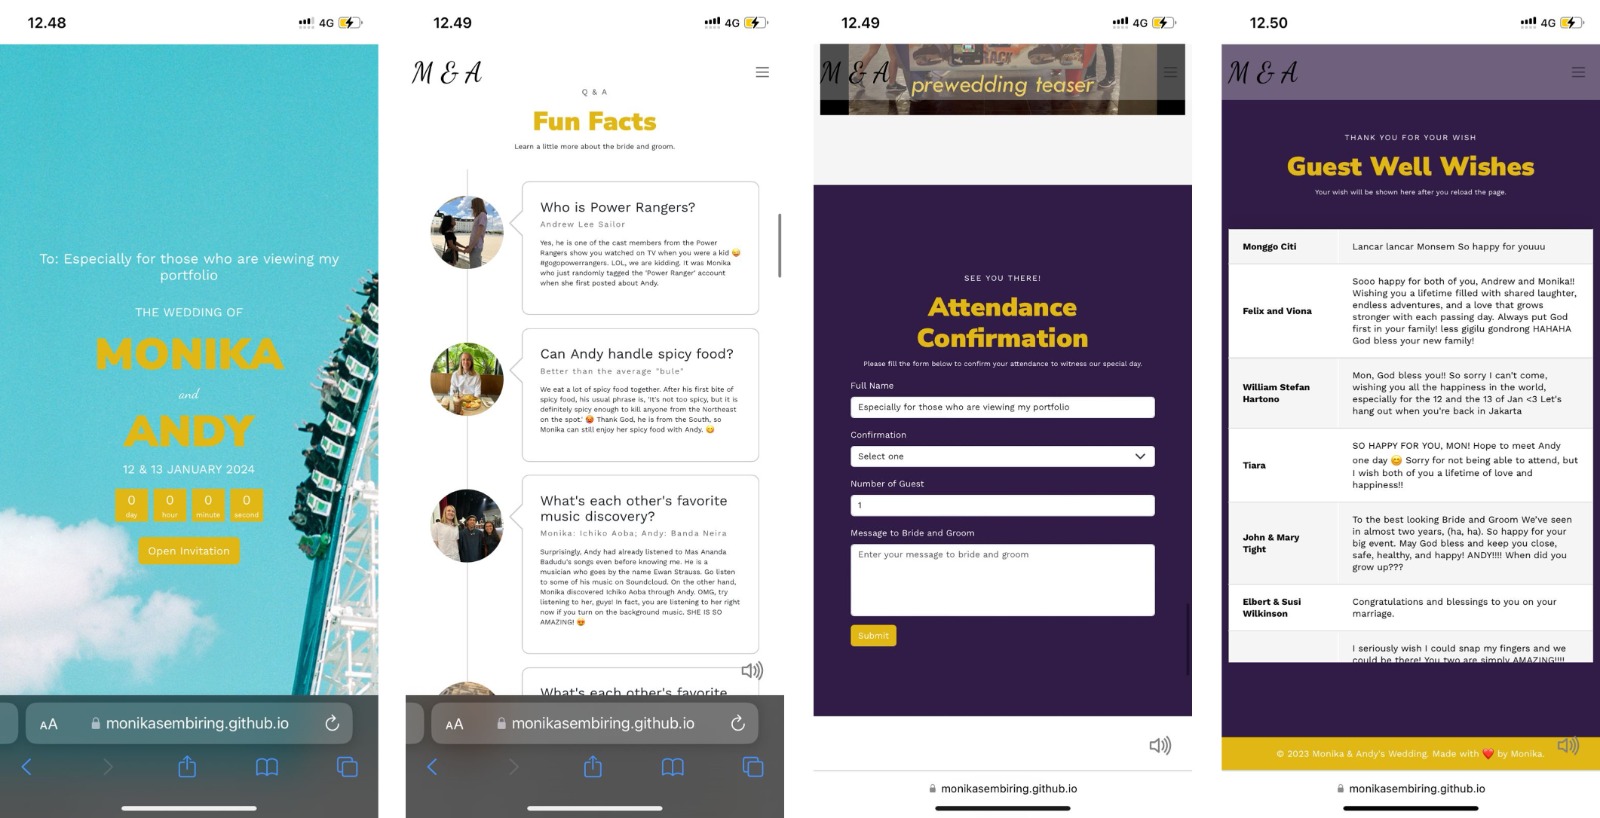 12.48
4G
To: Especially for those who are viewing my
portfolio
THE WEDDING OF
MONIKA
and
ANDY
12 & 13 JANUARY 2024
0 0 0 0
day hour minute second
Open Invitation
AA monikasembiring.github.io
12.49
4G
M & A
Q & A
Fun Facts
Learn a little more about the bride and groom.
Who is Power Rangers?
Andrew Lee Sailor
Yes, he is one of the cast members from the Power
Rangers show you watched on TV when you were a kid 😜
#gogopowerrangers. LOL, we are kidding. It was Monika
who just randomly tagged the 'Power Ranger' account
when she first posted about Andy.
Can Andy handle spicy food?
Better than the average "bule"
We eat a lot of spicy food together. After his first bite of
spicy food, his usual phrase is, 'It's not too spicy, but it is
definitely spicy enough to kill anyone from the Northeast
on the spot.' 🥵 Thank God, he is from the South, so
Monika can still enjoy her spicy food with Andy. 😋
What's each other's favorite
music discovery?
Monika: Ichiko Aoba; Andy: Banda Neira
Surprisingly, Andy had already listened to Mas Ananda
Badudu's songs even before knowing me. He is a
musician who goes by the name Ewan Strauss. Go listen
to some of his music on Soundcloud. On the other hand,
Monika discovered Ichiko Aoba through Andy. OMG, try
listening to her, guys! In fact, you are listening to her right
now if you turn on the background music. SHE IS SO
AMAZING! 😍
What's each other's favorite
AA monikasembiring.github.io
12.49
4G
M & A
RACK
prewedding teaser
SEE YOU THERE!
Attendance
Confirmation
Please fill the form below to confirm your attendance to witness our special day.
Full Name
Especially for those who are viewing my portfolio
Confirmation
Select one
Number of Guest
1
Message to Bride and Groom
Enter your message to bride and groom
Submit
monikasembiring.github.io
12.50
4G
M & A
THANK YOU FOR YOUR WISH
Guest Well Wishes
Your wish will be shown here after you reload the page.
Monggo Citi
Lancar lancar Monsem So happy for youuu
Felix and Viona
Sooo happy for both of you, Andrew and Monika!!
Wishing you a lifetime filled with shared laughter,
endless adventures, and a love that grows
stronger with each passing day. Always put God
first in your family! less gigilu gondrong HAHAHA
God bless your new family!
William Stefan
Hartono
Mon, God bless you!! So sorry I can't come,
wishing you all the happiness in the world,
especially for the 12 and the 13 of Jan <3 Let's
hang out when you're back in Jakarta
Tiara
SO HAPPY FOR YOU, MON! Hope to meet Andy
one day 😊 Sorry for not being able to attend, but
I wish both of you a lifetime of love and
happiness!!
John & Mary
Tight
To the best looking Bride and Groom We've seen
in almost two years, (ha, ha). So happy for your
big event. May God bless and keep you close,
safe, healthy, and happy! ANDY!!!! When did you
grow up???
Elbert & Susi
Wilkinson
Congratulations and blessings to you on your
marriage.
I seriously wish I could snap my fingers and we
could be there! You two are simply AMAZING!!!!
© 2023 Monika & Andy's Wedding. Made with ❤️ by Monika.
monikasembiring.github.io